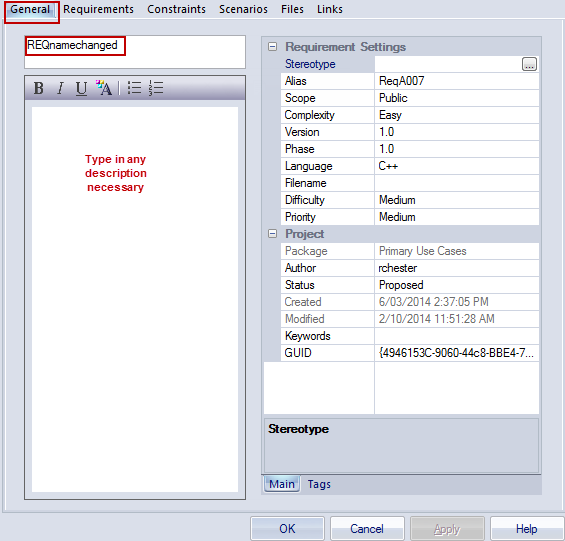 General Requirements Constraints Scenarios Files Links
REQnamechanged
B I U A
Type in any
description
necessary
Requirement Settings
Stereotype ...
Alias ReqA007
Scope Public
Complexity Easy
Version 1.0
Phase 1.0
Language C++
Filename
Difficulty Medium
Priority Medium
Project
Package Primary Use Cases
Author rchester
Status Proposed
Created 6/03/2014 2:37:05 PM
Modified 2/10/2014 11:51:28 AM
Keywords
GUID {4946153C-9060-44c8-BBE4-7...
Stereotype
Main Tags
OK Cancel Apply Help